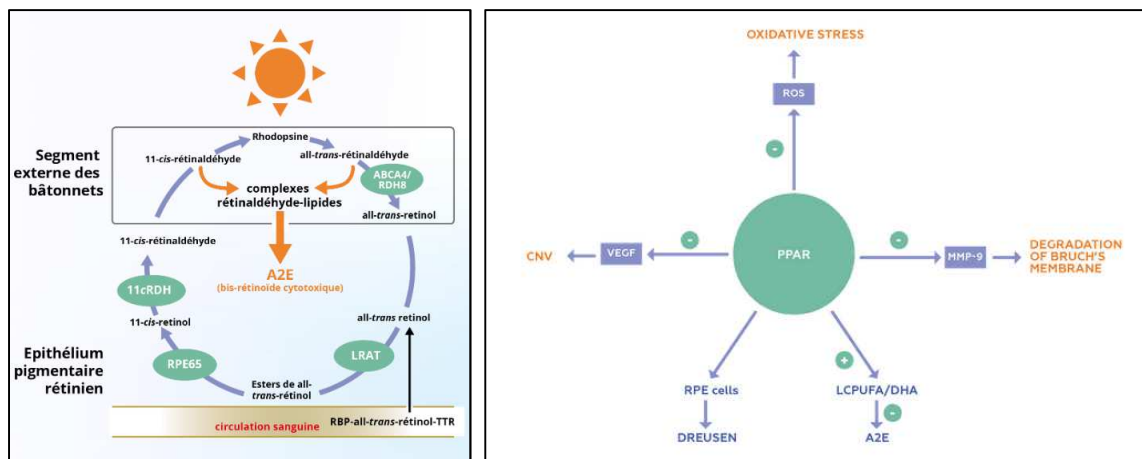 Segment
externe des
bâtonnets
Rhodopsine
11-cis-rétinaldéhyde
all-trans-rétinaldéhyde
ABCA4/
RDH8
complexes
rétinaldéhyde-lipides
all-trans-retinol
11-cis-rétinaldéhyde
A2E
(bis-rétinoïde cytotoxique)
11cRDH
11-cis-retinol
all-trans retinol
Epithélium
pigmentaire
rétinien
RPE65
LRAT
Esters de all-
trans-rétinol
RBP-all-trans-rétinol-TTR
circulation sanguine
OXIDATIVE STRESS
ROS
-
CNV
VEGF
-
PPAR
-
MMP-9
DEGRADATION
OF BRUCH'S
MEMBRANE
+
RPE cells
LCPUFA/DHA
-
DREUSEN
A2E